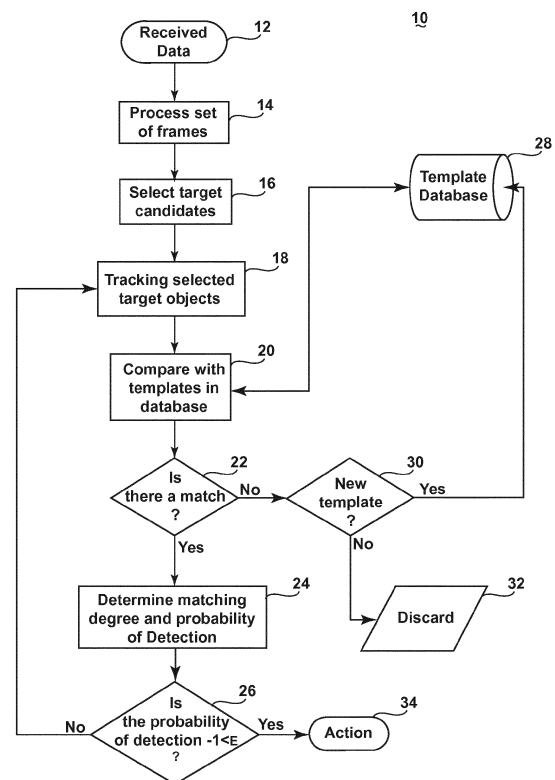 10
Received
Data
12
Process set
of frames
14
Select target
candidates
16
Template
Database
28
Tracking selected
target objects
18
Compare with
templates in
database
20
Is
there a match
?
22
No
Yes
New
template
?
30
Yes
No
Determine matching
degree and probability
of Detection
24
Discard
32
Is
the probability
of detection -1<E
?
26
No
Yes
Action
34